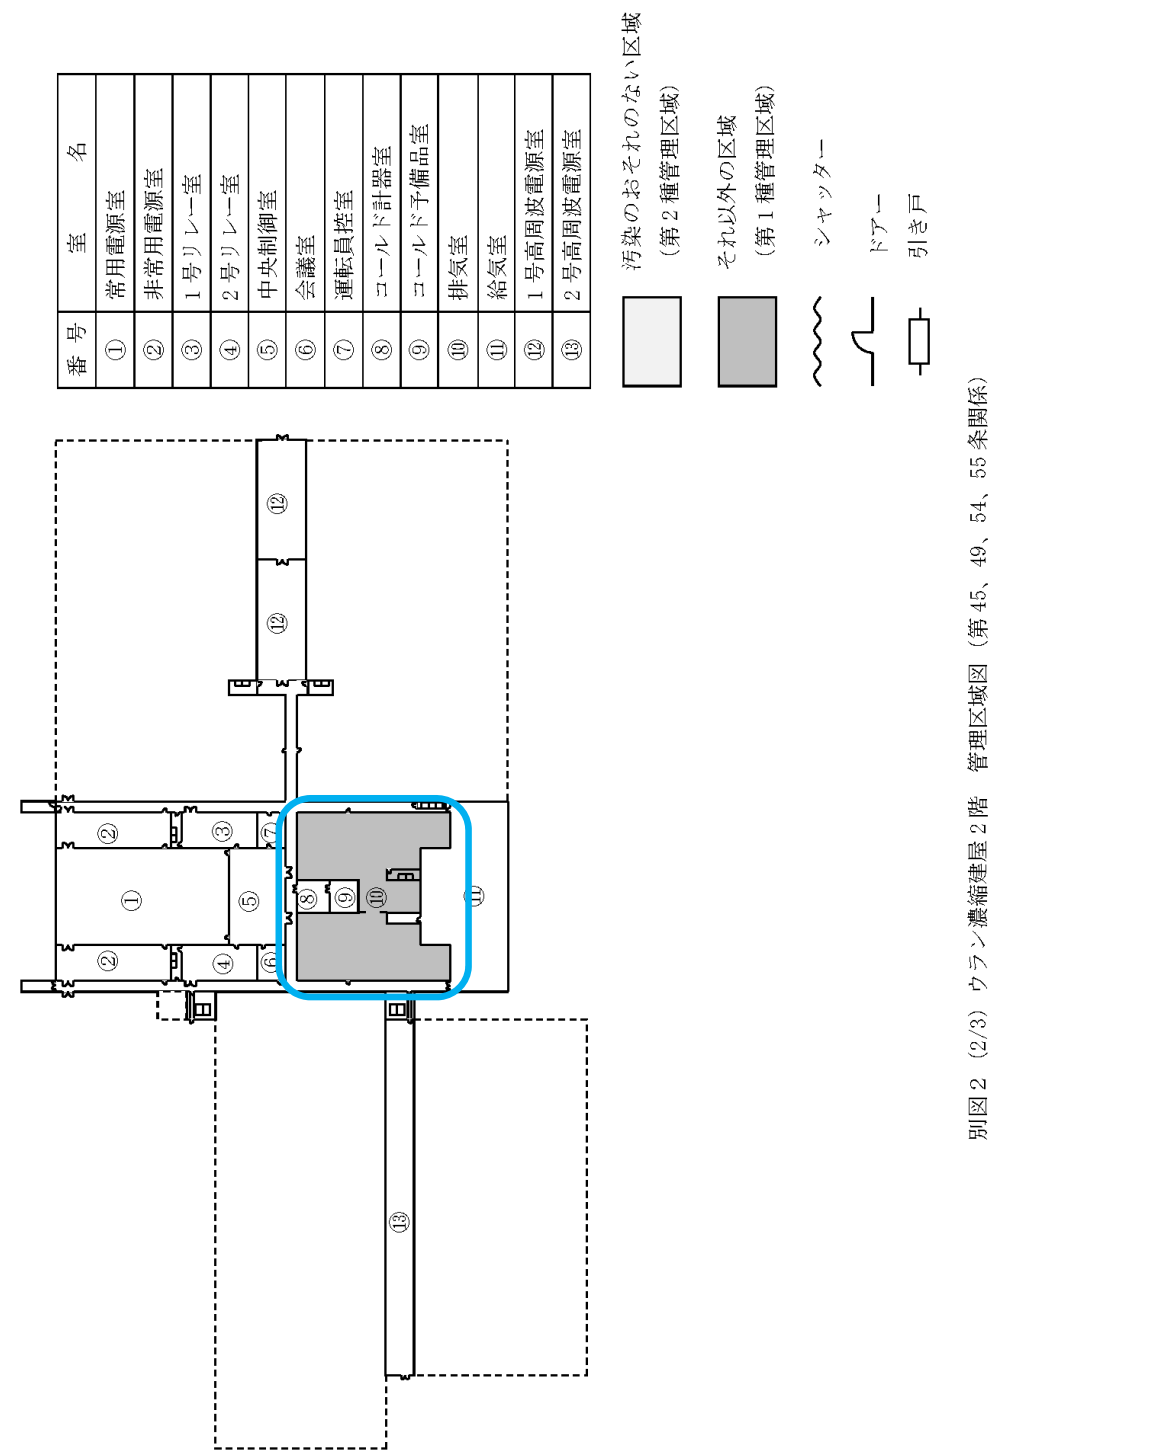 番号 室名
① 常用電源室
② 非常用電源室
③ 1号リレー室
④ 2号リレー室
⑤ 中央制御室
⑥ 会議室
⑦ 運転員控室
⑧ コールド計器室
⑨ コールド予備品室
⑩ 排気室
⑪ 給気室
⑫ 1号高周波電源室
⑬ 2号高周波電源室
汚染のおそれのない区域
(第2種管理区域)
それ以外の区域
(第1種管理区域)
シャッター
ドアー
引き戸
②
①
②
③
⑤
④
⑦
⑥
⑧
⑨
⑩
⑪
⑫
⑫
⑬
別図2 (2/3) ウラン濃縮建屋2階 管理区域図 (第45、49、54、55条関係)